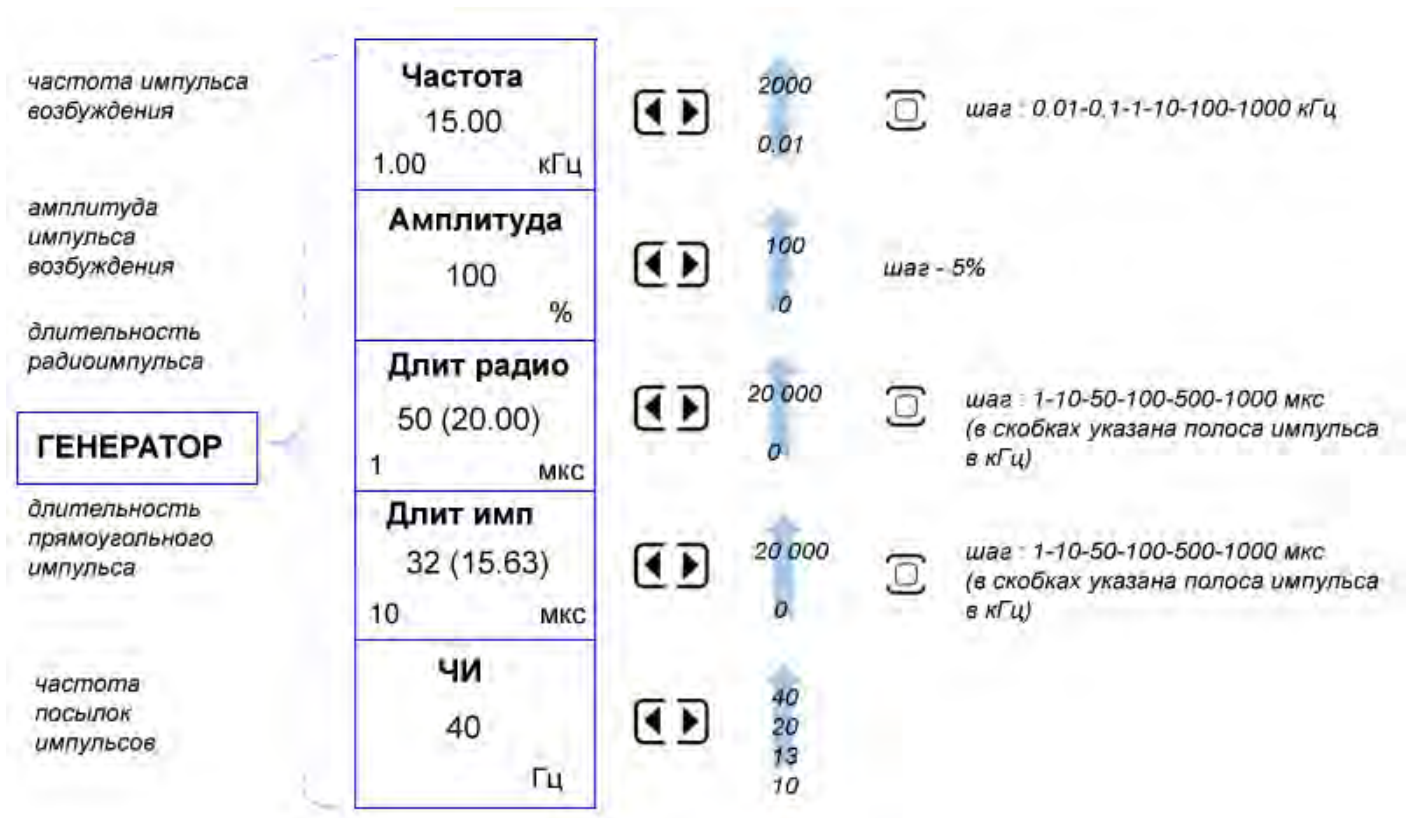 частота импульса
возбуждения
Частота
15.00
1.00 кГц
2000
0.01
шаг : 0.01-0.1-1-10-100-1000 кГц
амплитуда
импульса
возбуждения
Амплитуда
100
%
100
0
шаг - 5%
длительность
радиоимпульса
Длит радио
50 (20.00)
1 мкс
20 000
0
шаг : 1-10-50-100-500-1000 мкс
(в скобках указана полоса импульса
в кГц)
ГЕНЕРАТОР
длительность
прямоугольного
импульса
Длит имп
32 (15.63)
10 мкс
20 000
0
шаг : 1-10-50-100-500-1000 мкс
(в скобках указана полоса импульса
в кГц)
частота
посылок
импульсов
ЧИ
40
Гц
40
20
13
10